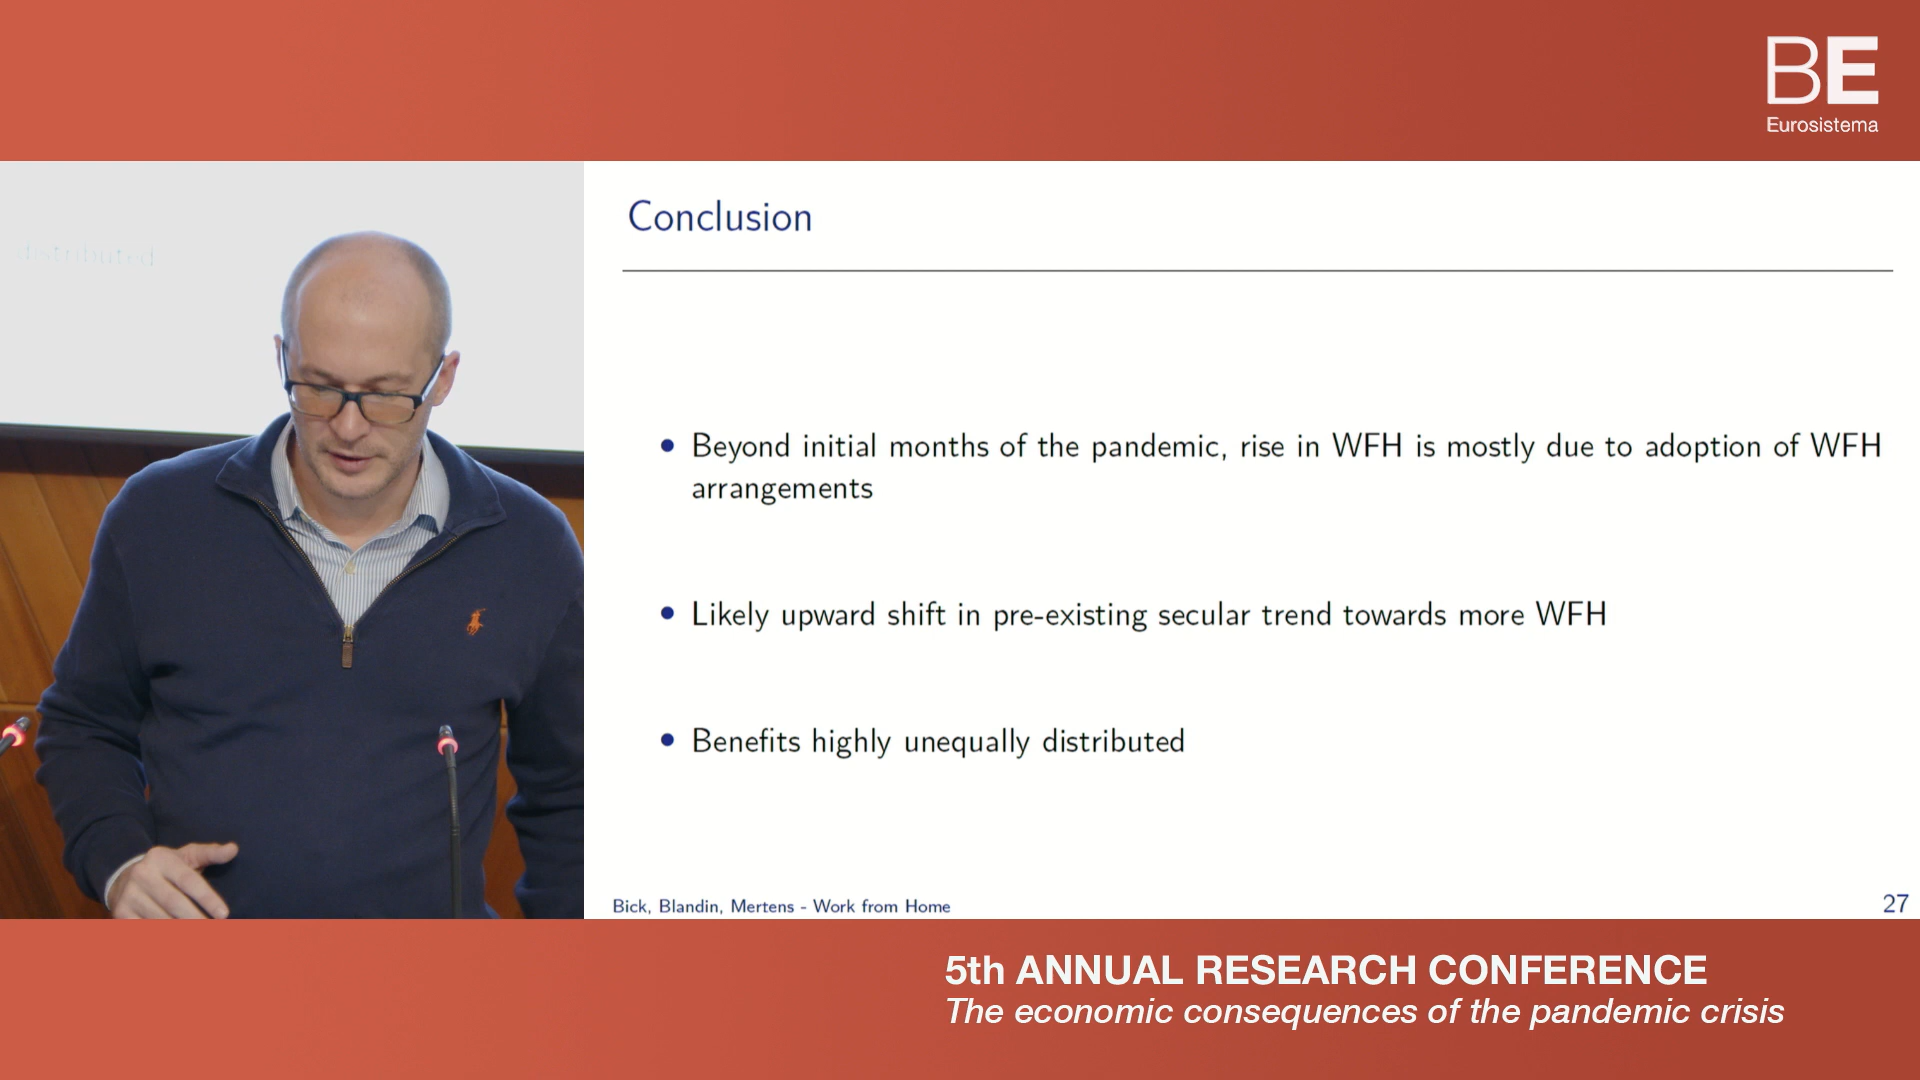 BE
Eurosistema
distributed
Conclusion
• Beyond initial months of the pandemic, rise in WFH is mostly due to adoption of WFH
arrangements
• Likely upward shift in pre-existing secular trend towards more WFH
• Benefits highly unequally distributed
Bick, Blandin, Mertens - Work from Home
27
5th ANNUAL RESEARCH CONFERENCE
The economic consequences of the pandemic crisis